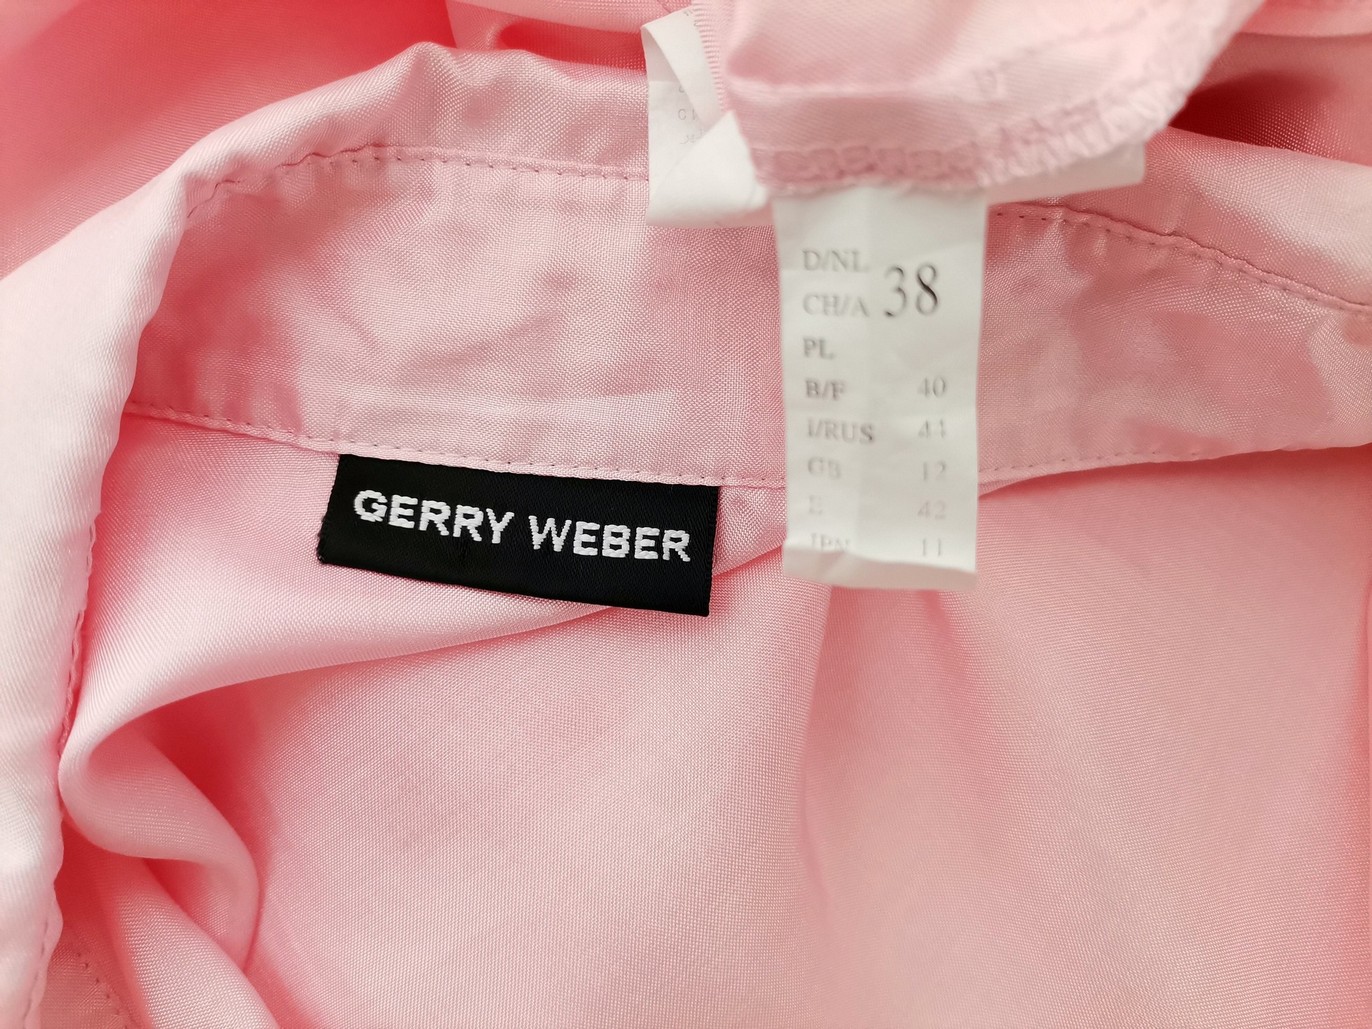 D/NL 38
CH/A
PL
B/F 40
I/RUS 44
GB 12
E 42
JPN 11
GERRY WEBER